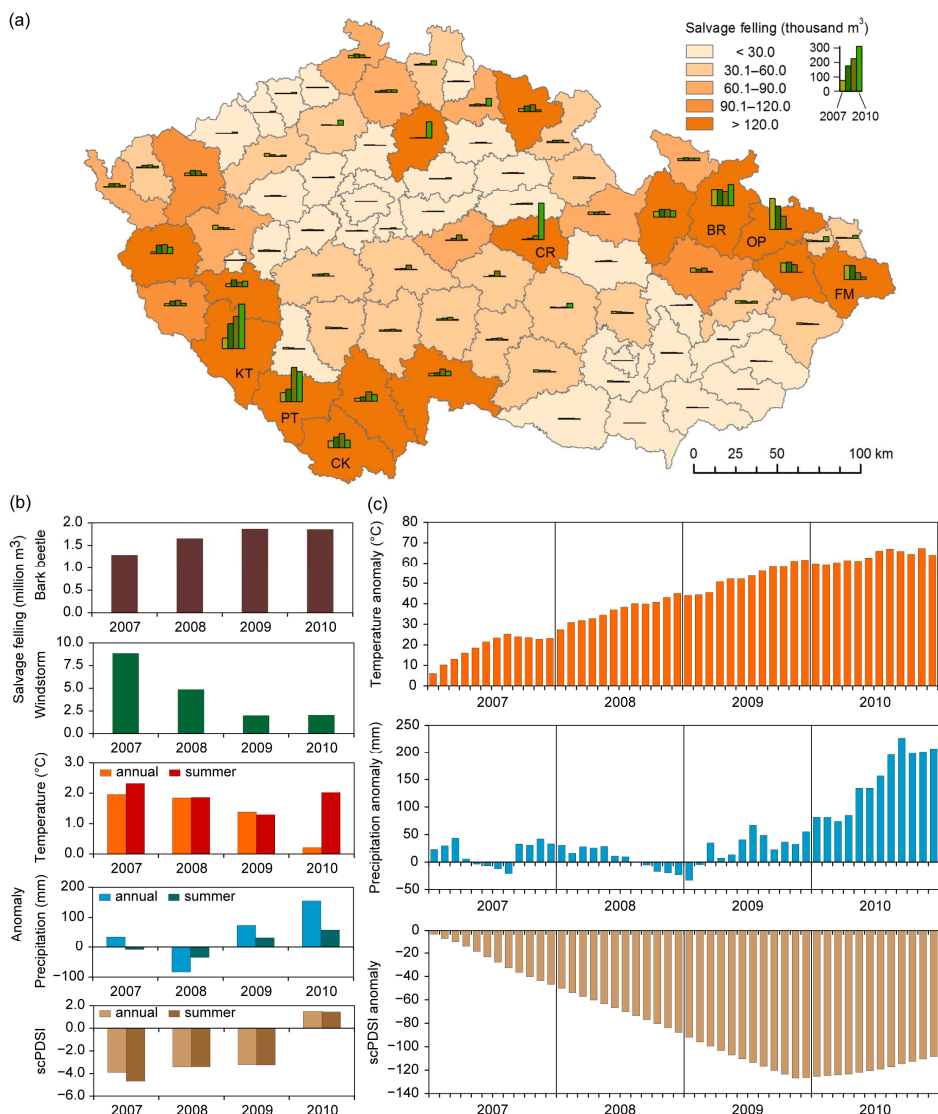 (a)
Salvage felling (thousand m³)
< 30.0
30.1–60.0
60.1–90.0
90.1–120.0
> 120.0
300
200
100
0
2007 2010
BR
OP
CR
FM
KT
PT
CK
0 25 50 100 km
(b)
Salvage felling (million m³)
Bark beetle
2.0
1.5
1.0
0.5
0.0
2007 2008 2009 2010
Windstorm
10.0
7.5
5.0
2.5
0.0
2007 2008 2009 2010
Anomaly
Temperature (°C)
3.0
2.0
1.0
0.0
annual summer
2007 2008 2009 2010
Precipitation (mm)
200
100
0
−100
annual summer
2007 2008 2009 2010
scPDSI
2.0
0.0
−2.0
−4.0
−6.0
annual summer
2007 2008 2009 2010
(c)
Temperature anomaly (°C)
80
70
60
50
40
30
20
10
0
2007 2008 2009 2010
Precipitation anomaly (mm)
250
200
150
100
50
0
−50
2007 2008 2009 2010
scPDSI anomaly
0
−20
−40
−60
−80
−100
−120
−140
2007 2008 2009 2010